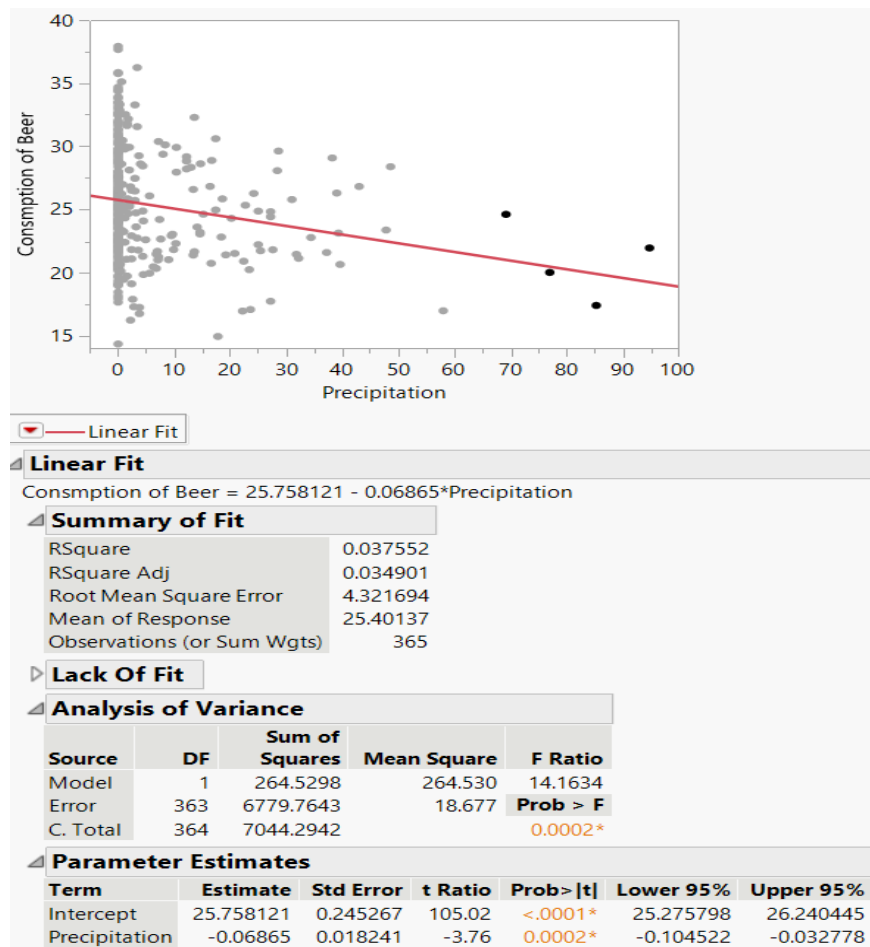 40
35
30
25
20
15
Consmption of Beer
0 10 20 30 40 50 60 70 80 90 100
Precipitation
Linear Fit
Linear Fit
Consmption of Beer = 25.758121 - 0.06865*Precipitation
Summary of Fit
RSquare 0.037552
RSquare Adj 0.034901
Root Mean Square Error 4.321694
Mean of Response 25.40137
Observations (or Sum Wgts) 365
Lack Of Fit
Analysis of Variance
Sum of
Source DF Squares Mean Square F Ratio
Model 1 264.5298 264.530 14.1634
Error 363 6779.7643 18.677 Prob > F
C. Total 364 7044.2942 0.0002*
Parameter Estimates
Term Estimate Std Error t Ratio Prob>|t| Lower 95% Upper 95%
Intercept 25.758121 0.245267 105.02 <.0001* 25.275798 26.240445
Precipitation -0.06865 0.018241 -3.76 0.0002* -0.104522 -0.032778